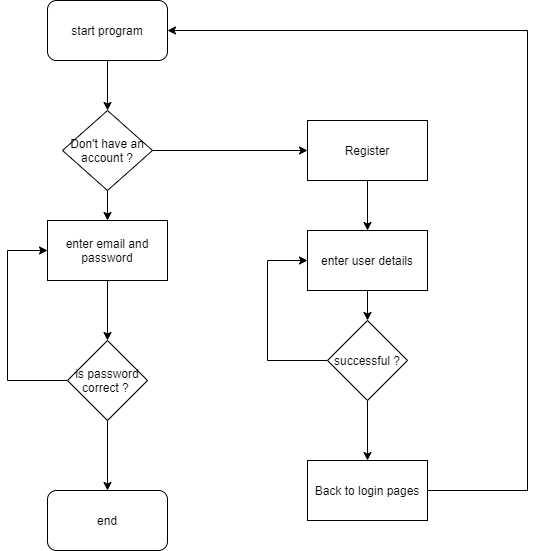 start program
Don't have an
account ?
Register
enter email and
password
enter user details
is password
correct ?
successful ?
Back to login pages
end